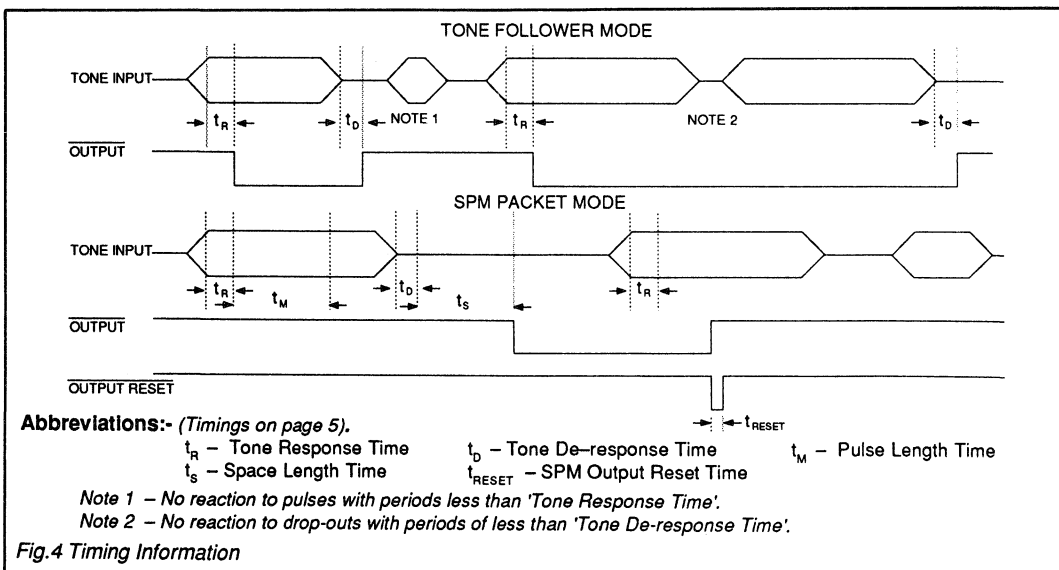 TONE FOLLOWER MODE
TONE INPUT
tR tD NOTE 1 tR NOTE 2 tD
OUTPUT
SPM PACKET MODE
TONE INPUT
tR tM tD tS tR
OUTPUT
OUTPUT RESET
tRESET
Abbreviations:- (Timings on page 5).
tR – Tone Response Time tD – Tone De–response Time tM – Pulse Length Time
tS – Space Length Time tRESET – SPM Output Reset Time
Note 1 – No reaction to pulses with periods less than 'Tone Response Time'.
Note 2 – No reaction to drop-outs with periods of less than 'Tone De-response Time'.
Fig.4 Timing Information